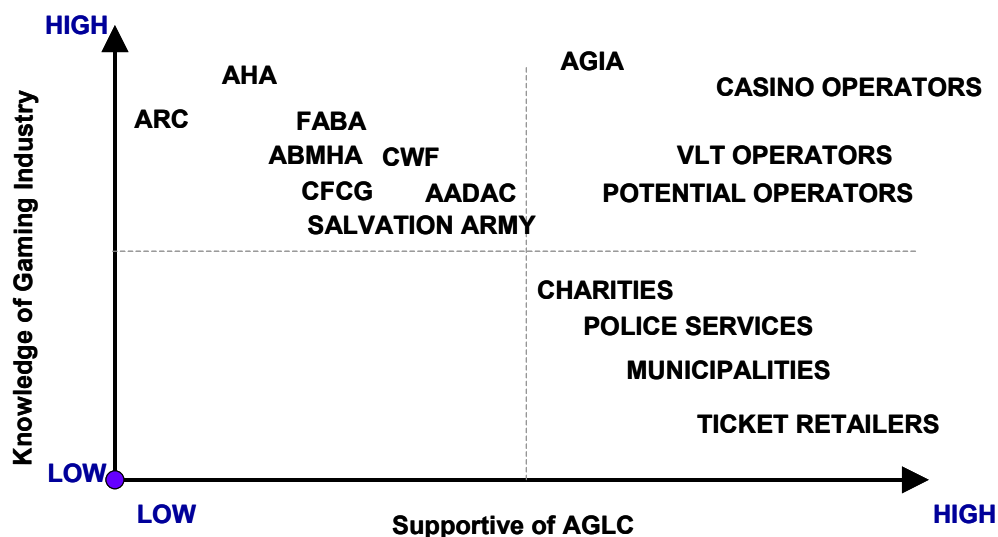 HIGH
AGIA
AHA
CASINO OPERATORS
ARC
FABA
ABMHA
CWF
VLT OPERATORS
CFCG
AADAC
POTENTIAL OPERATORS
SALVATION ARMY
CHARITIES
POLICE SERVICES
MUNICIPALITIES
TICKET RETAILERS
Knowledge of Gaming Industry
LOW
LOW
Supportive of AGLC
HIGH